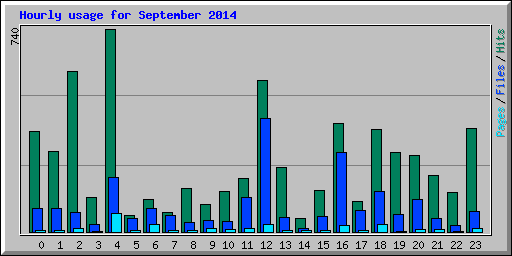 Hourly usage for September 2014
740
Pages / Files / Hits
0 1 2 3 4 5 6 7 8 9 10 11 12 13 14 15 16 17 18 19 20 21 22 23